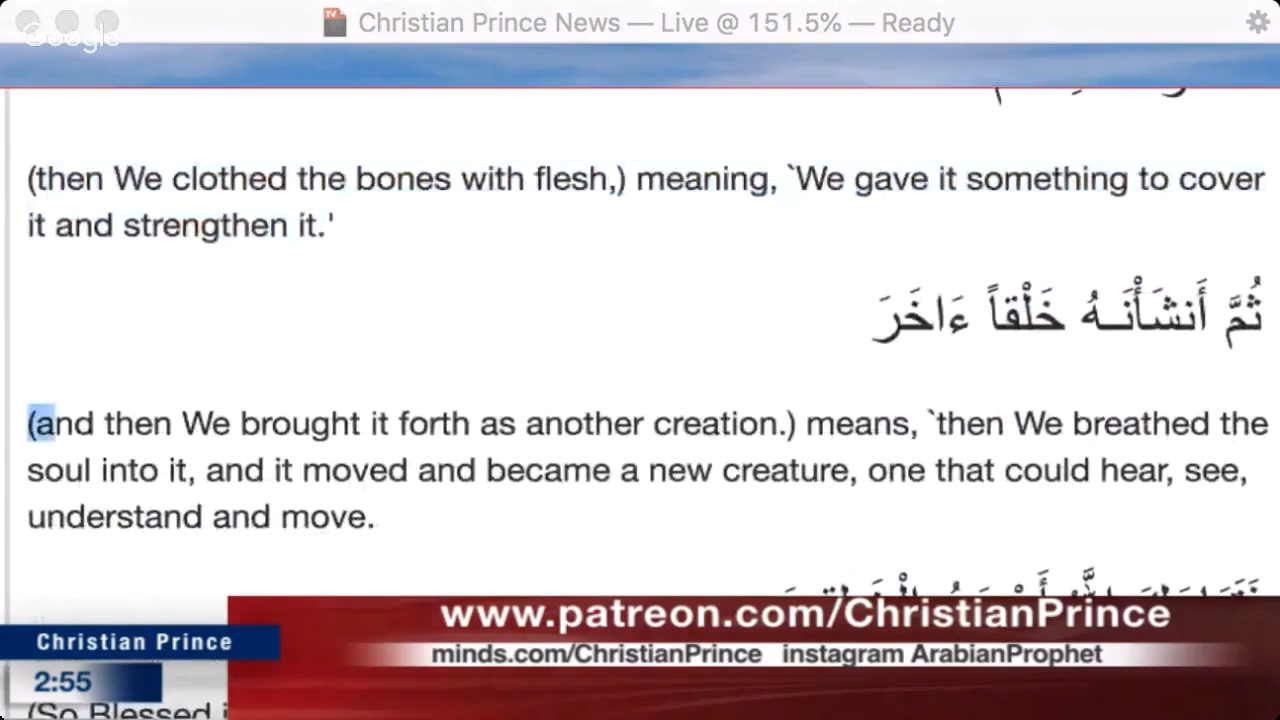 Google
Christian Prince News — Live @ 151.5% — Ready
(then We clothed the bones with flesh,) meaning, `We gave it something to cover
it and strengthen it.'
ثُمَّ أَنشَأْنَـهُ خَلْقاً ءَاخَرَ
(and then We brought it forth as another creation.) means, `then We breathed the
soul into it, and it moved and became a new creature, one that could hear, see,
understand and move.
www.patreon.com/ChristianPrince
Christian Prince
minds.com/ChristianPrince instagram ArabianProphet
2:55
(So Blessed